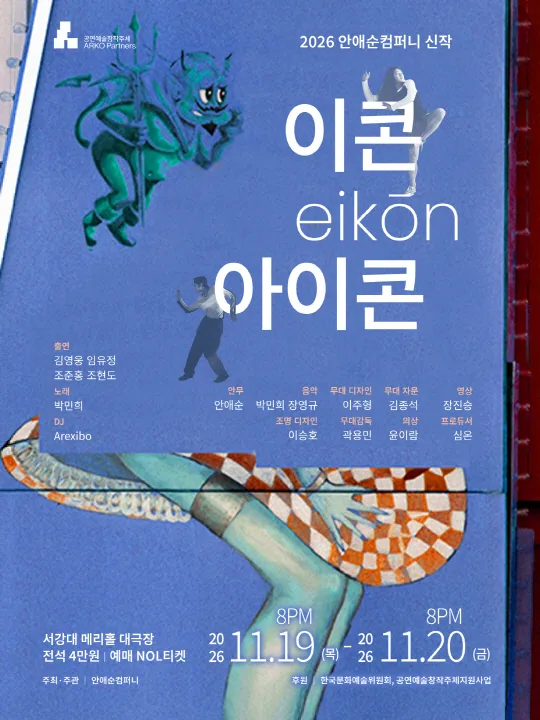 공연예술창작주체
ARKO Partners
2026 안애순컴퍼니 신작
이콘
eikōn
아이콘
출연
김영웅 임유정
조준홍 조현도
노래
박민희
DJ
Arexibo
안무 음악 무대 디자인 무대 자문 영상
안애순 박민희 장영규 이주형 김종석 장진승
조명 디자인 무대감독 의상 프로듀서
이승호 곽용민 윤이람 심온
서강대 메리홀 대극장
전석 4만원 | 예매 NOL티켓
8PM
2026 11.19 (목) - 8PM
2026 11.20 (금)
주최·주관 | 안애순컴퍼니
후원 | 한국문화예술위원회, 공연예술창작주체지원사업